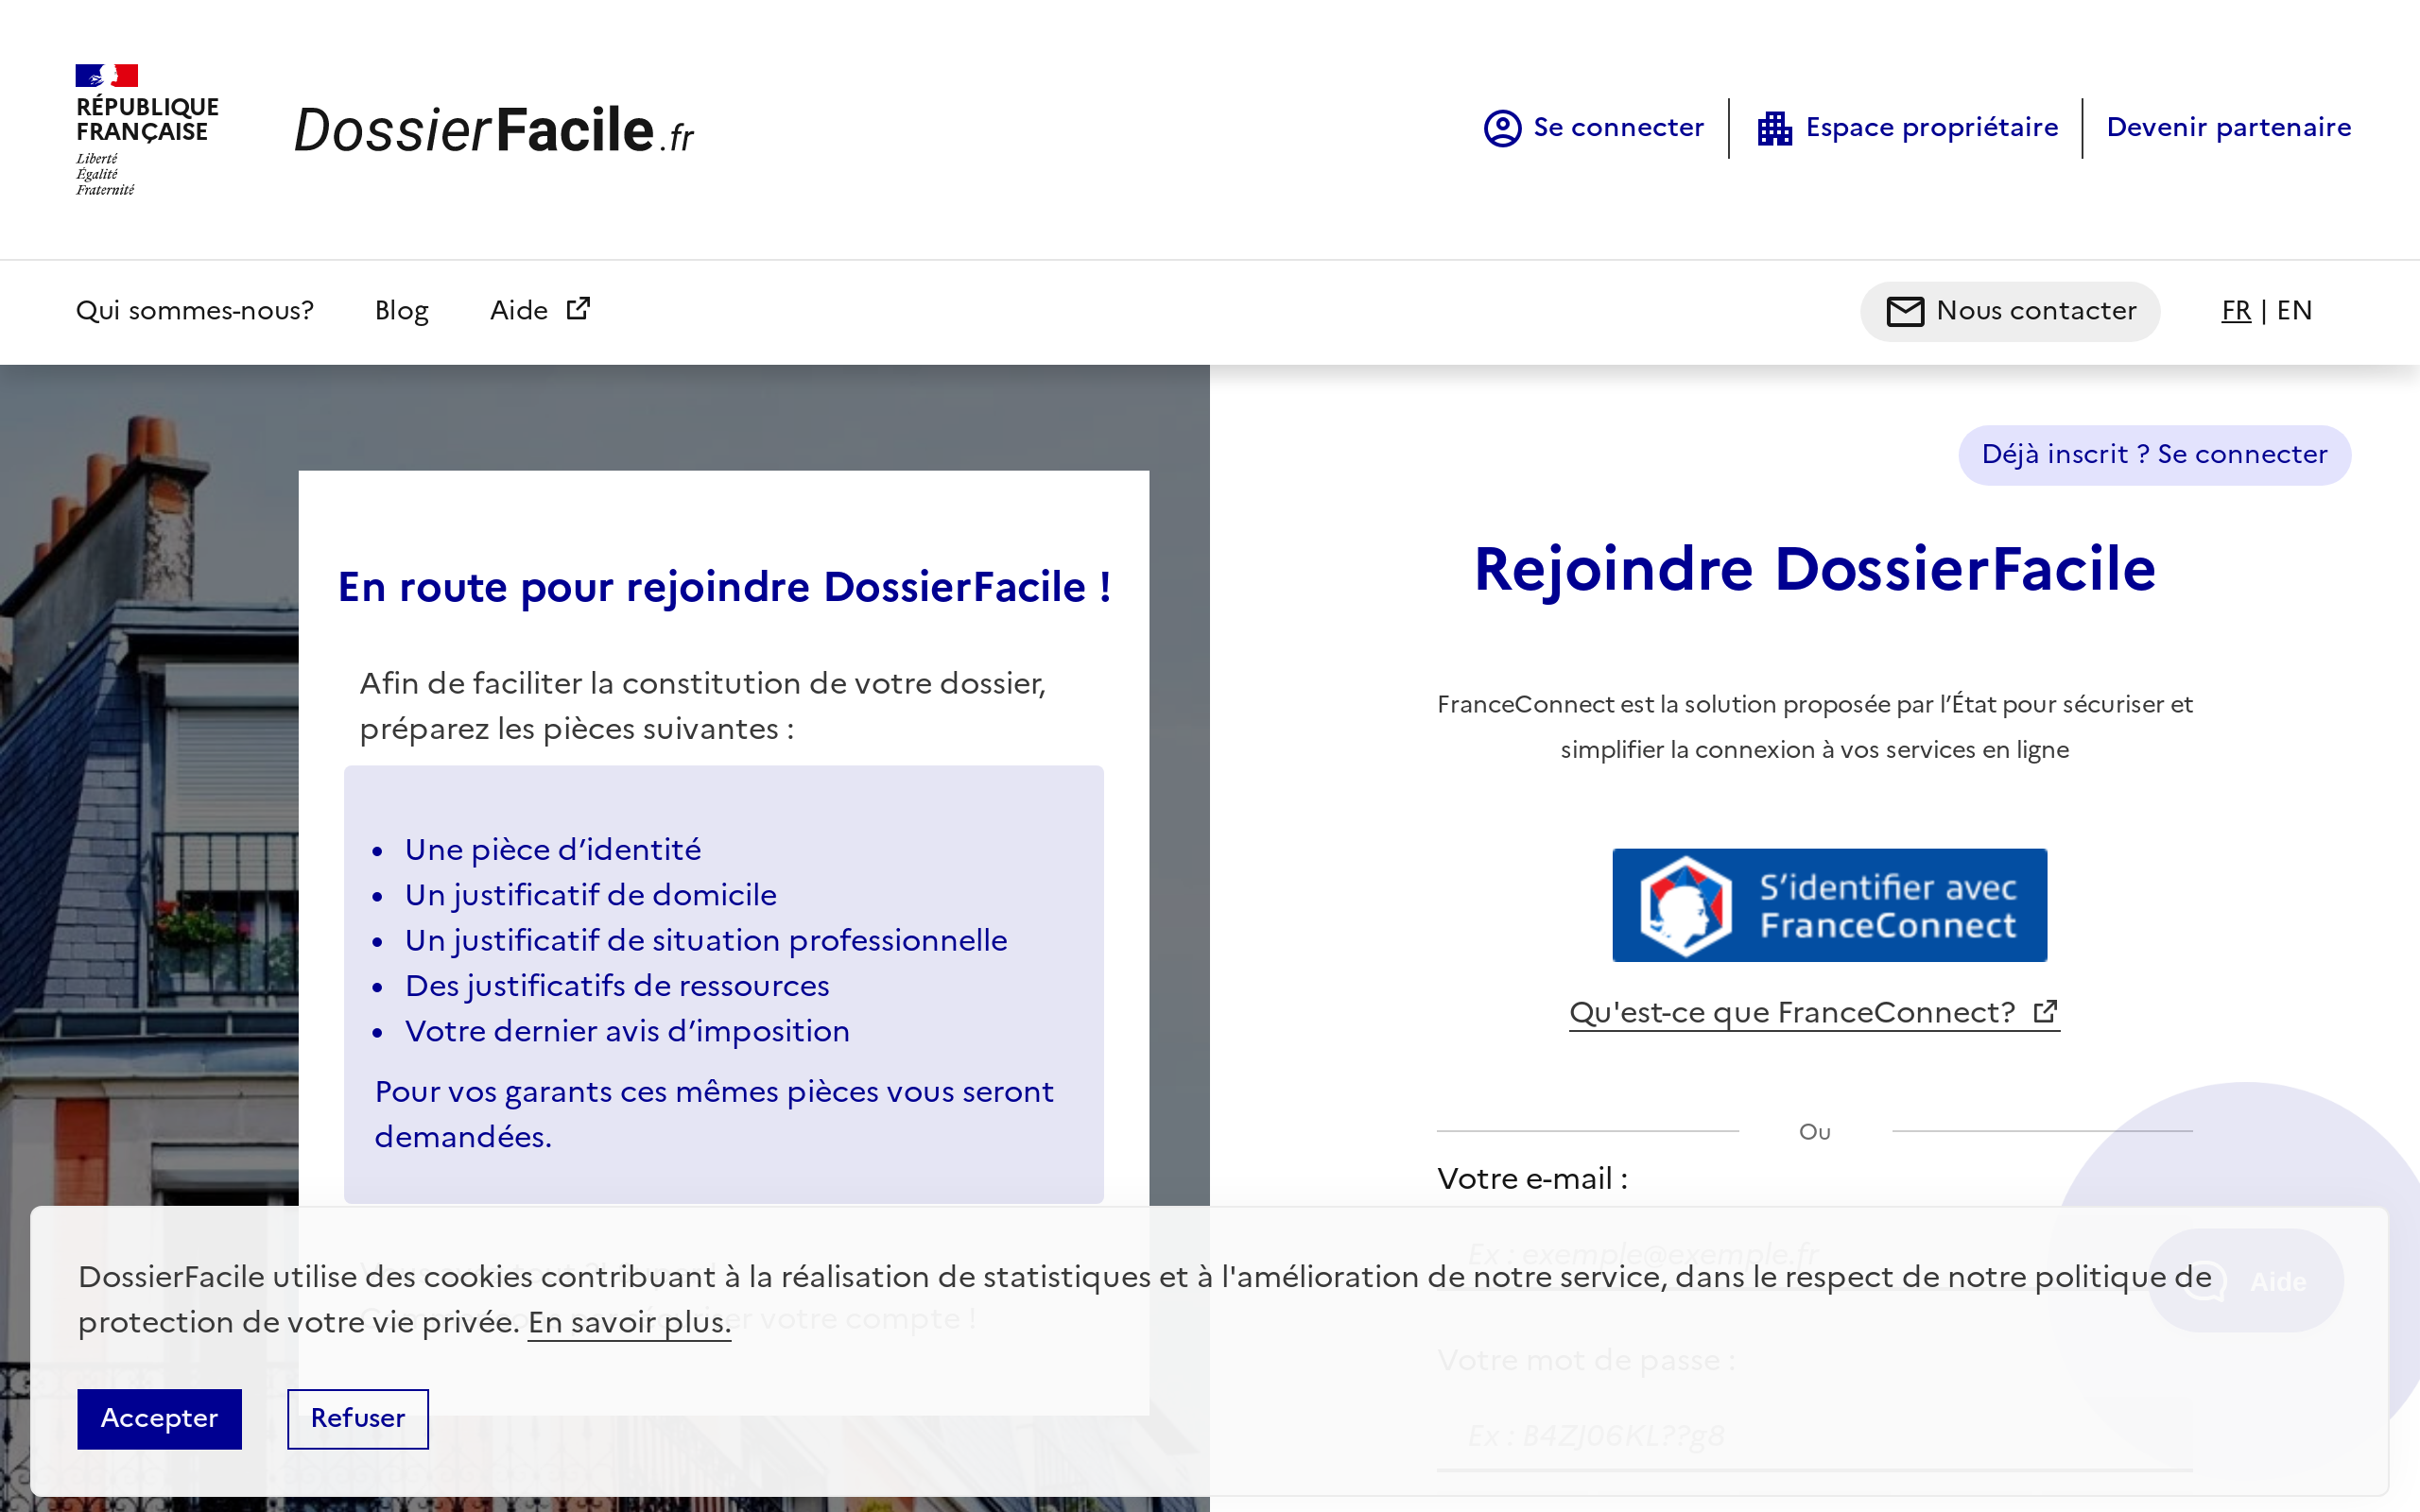 RÉPUBLIQUE
FRANÇAISE
Liberté
Égalité
Fraternité
DossierFacile.fr
Se connecter
Espace propriétaire
Devenir partenaire
Qui sommes-nous?
Blog
Aide
Nous contacter
FR | EN
En route pour rejoindre DossierFacile !
Afin de faciliter la constitution de votre dossier,
préparez les pièces suivantes :
Une pièce d’identité
Un justificatif de domicile
Un justificatif de situation professionnelle
Des justificatifs de ressources
Votre dernier avis d’imposition
Pour vos garants ces mêmes pièces vous seront
demandées.
Déjà inscrit ? Se connecter
Rejoindre DossierFacile
FranceConnect est la solution proposée par l’État pour sécuriser et
simplifier la connexion à vos services en ligne
S’identifier avec
FranceConnect
Qu'est-ce que FranceConnect?
Ou
Votre e-mail :
Ex : exemple@exemple.fr
Aide
Votre mot de passe :
Ex : B4ZJ06KL??g8
votre compte !
DossierFacile utilise des cookies contribuant à la réalisation de statistiques et à l'amélioration de notre service, dans le respect de notre politique de
protection de votre vie privée. En savoir plus.
Accepter
Refuser